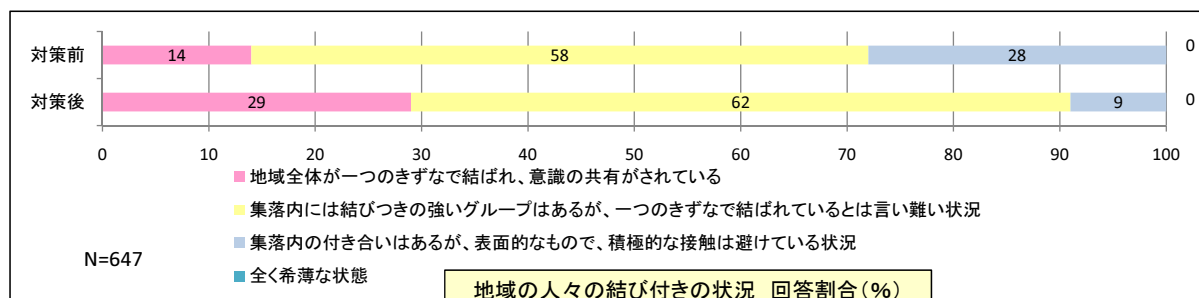 対策前 14 58 28 0
対策後 29 62 9 0
0 10 20 30 40 50 60 70 80 90 100
地域全体が一つのきずなで結ばれ、意識の共有がされている
集落内には結びつきの強いグループはあるが、一つのきずなで結ばれているとは言い難い状況
集落内の付き合いはあるが、表面的なもので、積極的な接触は避けている状況
N=647
全く希薄な状態
地域の人々の結び付きの状況 回答割合(%)